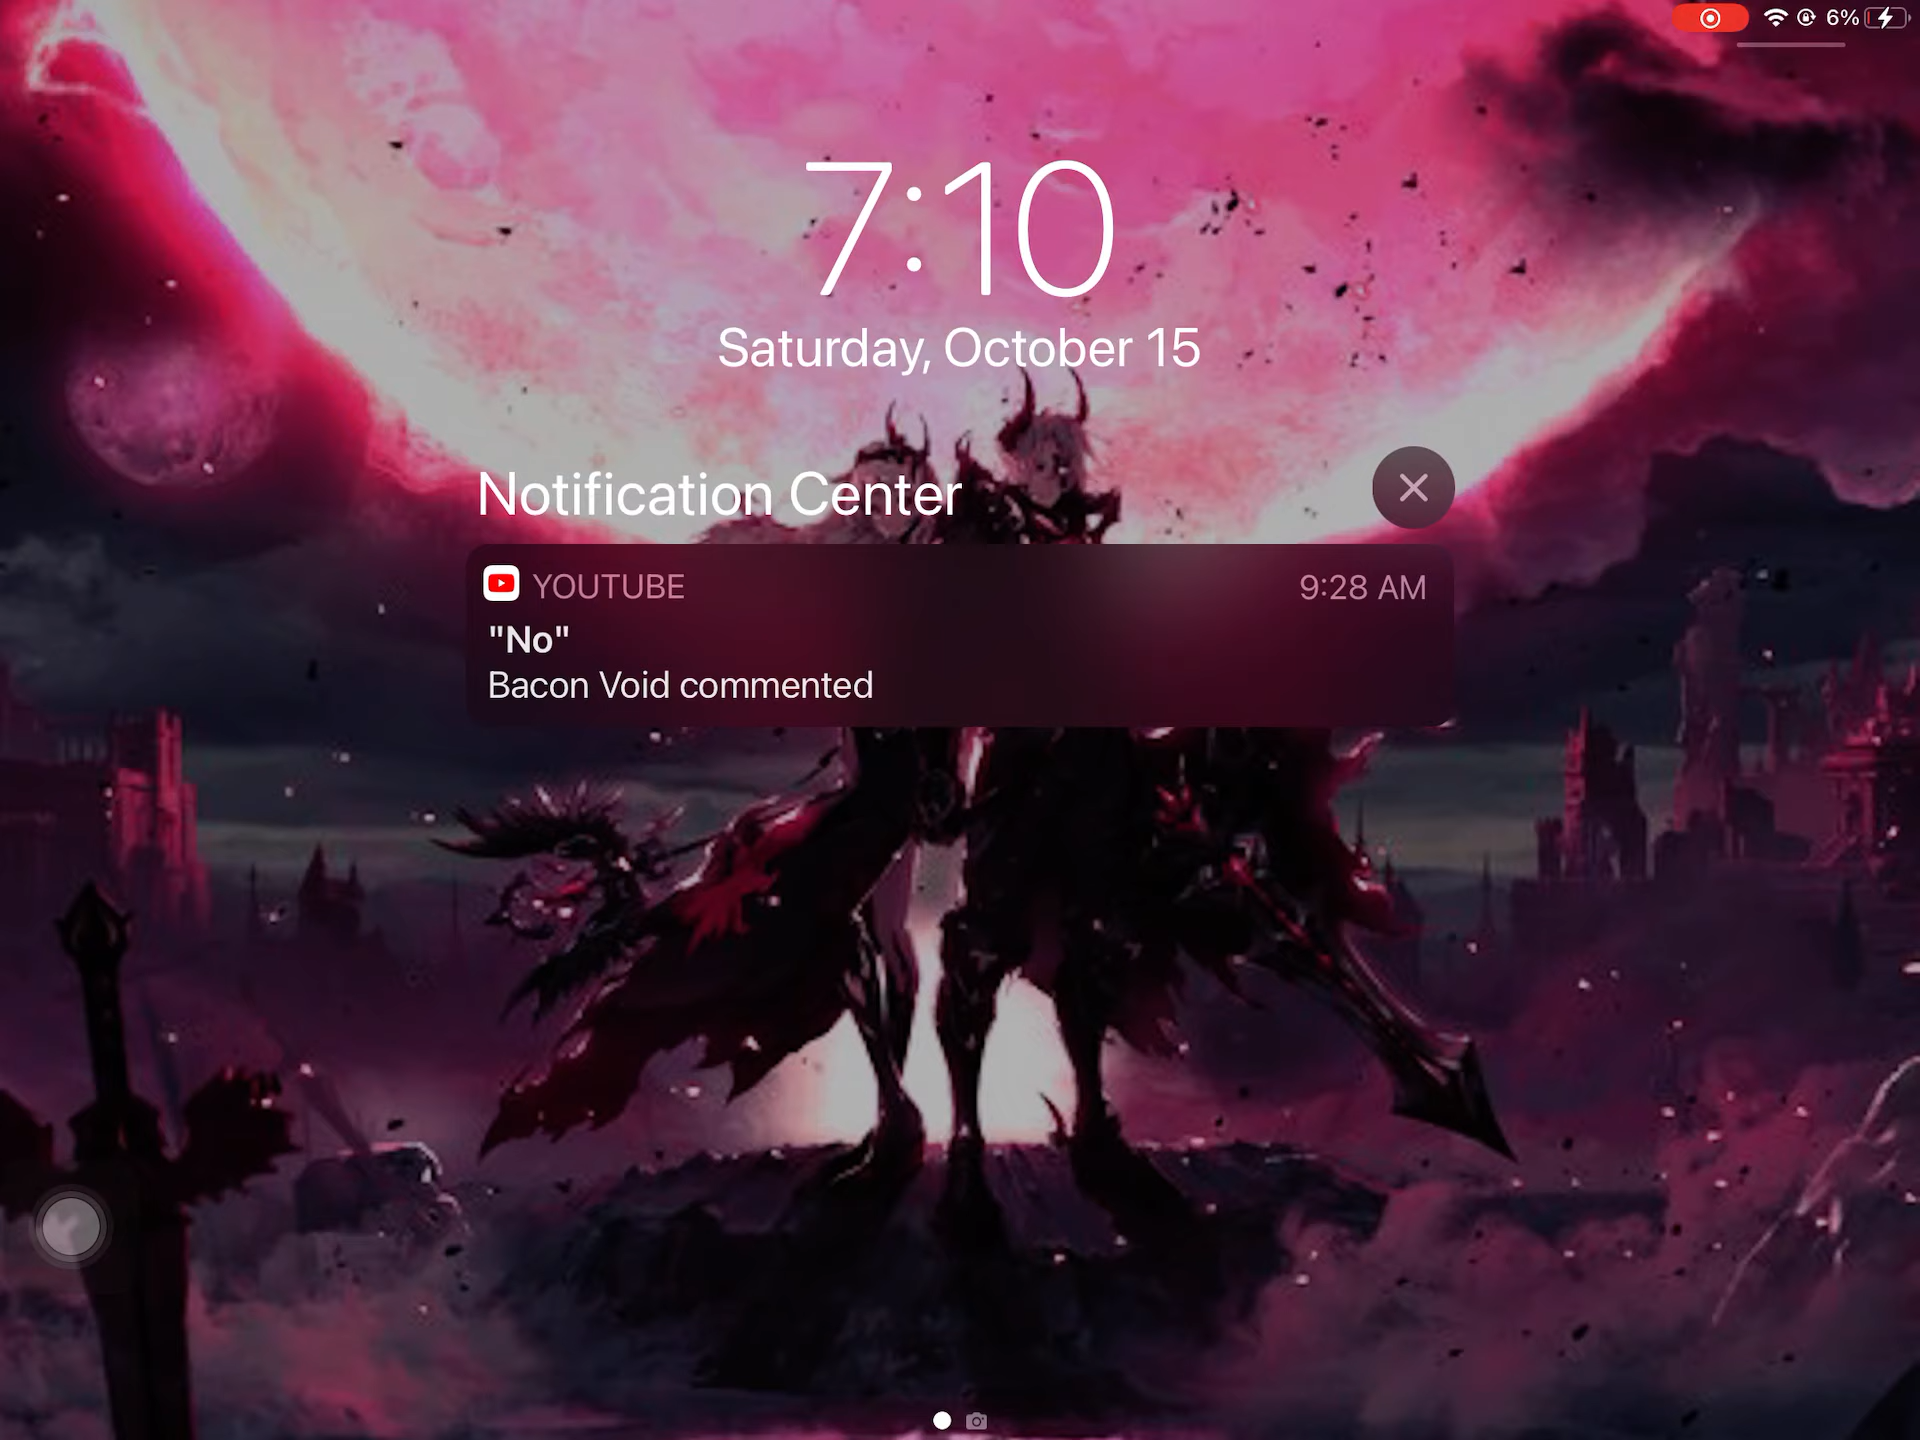 6%
7:10
Saturday, October 15
Notification Center
YOUTUBE 9:28 AM
"No"
Bacon Void commented